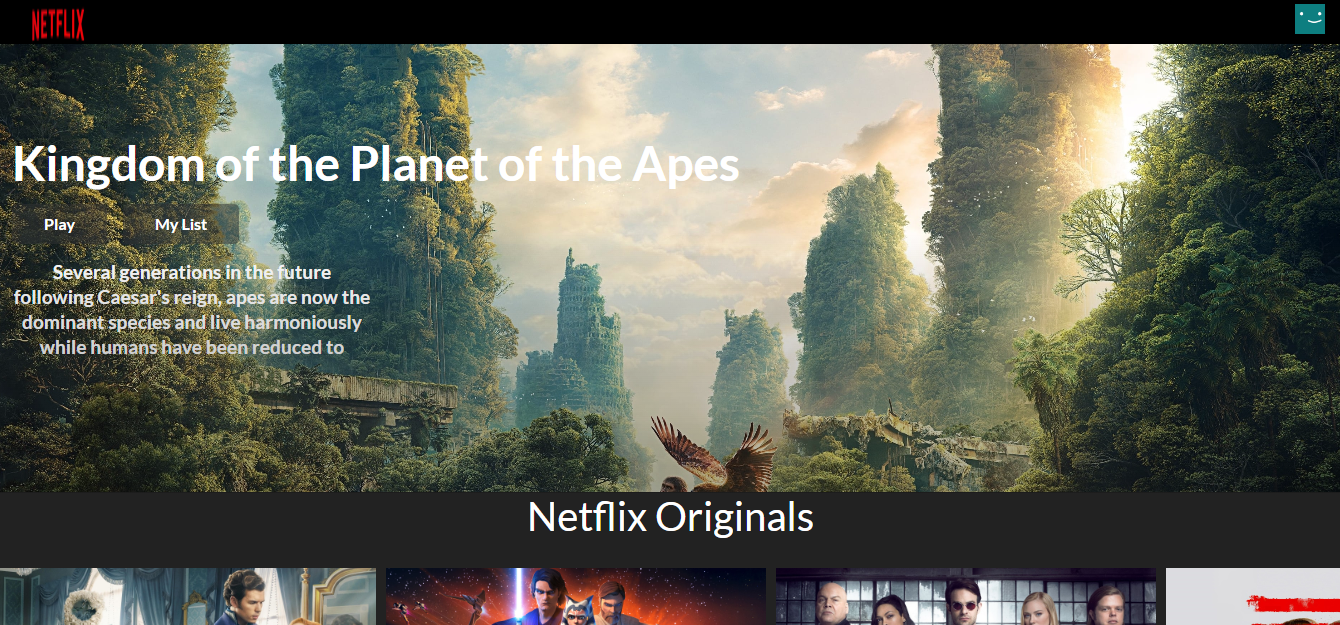 NETFLIX
Kingdom of the Planet of the Apes
Play
My List
Several generations in the future
following Caesar's reign, apes are now the
dominant species and live harmoniously
while humans have been reduced to
Netflix Originals